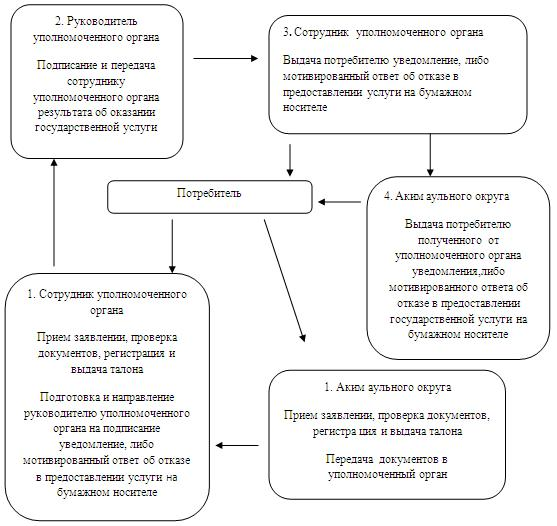 2. Руководитель
уполномоченного органа
Подписание и передача
сотруднику
уполномоченного органа
результата об оказании
государственной услуги
3. Сотрудник уполномоченного органа
Выдача потребителю уведомление, либо
мотивированный ответ об отказе в
предоставлении услуги на бумажном
носителе
Потребитель
4. Аким аульного округа
Выдача потребителю
полученного от
уполномоченного органа
уведомления,либо
мотивированного ответа об
отказе в предоставлении
государственной услуги на
бумажном носителе
1. Сотрудник уполномоченного
органа
Прием заявлении, проверка
документов, регистрация и
выдача талона
Подготовка и направление
руководителю уполномоченного
органа на подписание
уведомление, либо
мотивированный ответ об отказе
в предоставлении услуги на
бумажном носителе
1. Аким аульного округа
Прием заявлении, проверка документов,
регистра ция и выдача талона
Передача документов в
уполномоченный орган